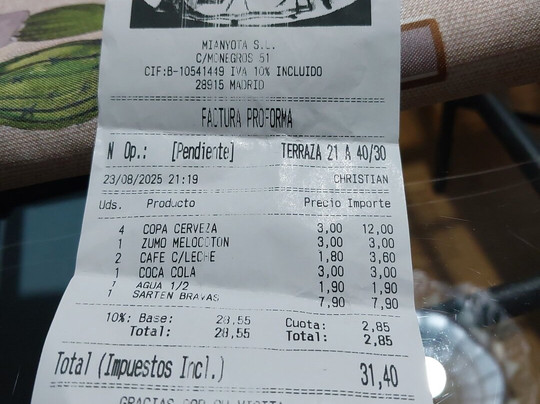 MIANYOTA S.L.
C/MONEGROS 51
CIF:B-10541449 IVA 10% INCLUIDO
28915 MADRID
FACTURA PROFORMA
N Op.: [Pendiente] TERRAZA 21 A 40/30
23/08/2025 21:19 CHRISTIAN
Uds. Producto Precio Importe
4 COPA CERVEZA 3,00 12,00
1 ZUMO MELOCOTON 3,00 3,00
2 CAFE C/LECHE 1,80 3,60
1 COCA COLA 3,00 3,00
1 AGUA 1/2 1,90 1,90
1 SARTEN BRAVAS 7,90 7,90
10%: Base: 28,55 Cuota: 2,85
Total: 28,55 Total: 2,85
Total (Impuestos Incl.) 31,40
GRACIAS POR SU VISITA